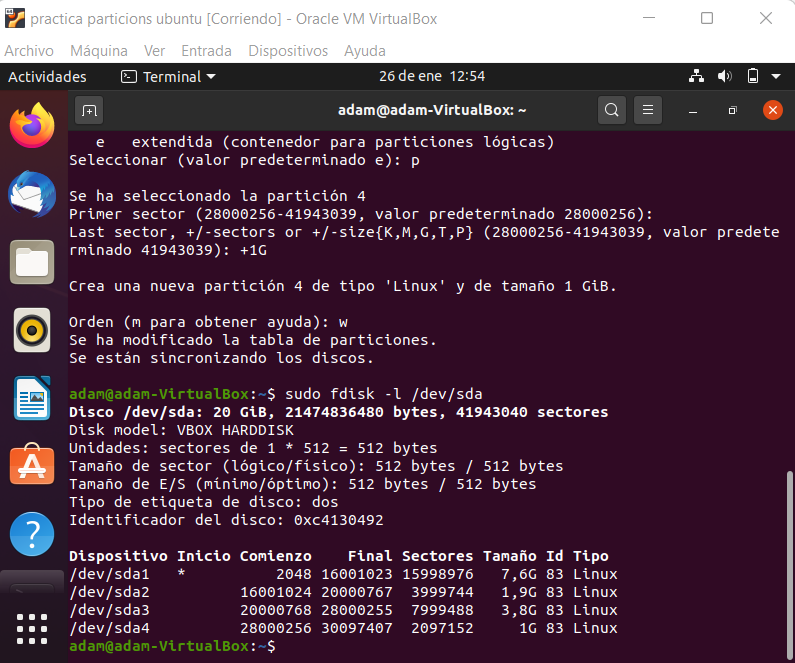 practica particions ubuntu [Corriendo] - Oracle VM VirtualBox
Archivo Máquina Ver Entrada Dispositivos Ayuda
Actividades Terminal 26 de ene 12:54
adam@adam-VirtualBox: ~
e extendida (contenedor para particiones lógicas)
Seleccionar (valor predeterminado e): p
Se ha seleccionado la partición 4
Primer sector (28000256-41943039, valor predeterminado 28000256):
Last sector, +/-sectors or +/-size{K,M,G,T,P} (28000256-41943039, valor predete
rminado 41943039): +1G
Crea una nueva partición 4 de tipo 'Linux' y de tamaño 1 GiB.
Orden (m para obtener ayuda): w
Se ha modificado la tabla de particiones.
Se están sincronizando los discos.
adam@adam-VirtualBox:~$ sudo fdisk -l /dev/sda
Disco /dev/sda: 20 GiB, 21474836480 bytes, 41943040 sectores
Disk model: VBOX HARDDISK
Unidades: sectores de 1 * 512 = 512 bytes
Tamaño de sector (lógico/físico): 512 bytes / 512 bytes
Tamaño de E/S (mínimo/óptimo): 512 bytes / 512 bytes
Tipo de etiqueta de disco: dos
Identificador del disco: 0xc4130492
Dispositivo Inicio Comienzo Final Sectores Tamaño Id Tipo
/dev/sda1 * 2048 16001023 15998976 7,6G 83 Linux
/dev/sda2 16001024 20000767 3999744 1,9G 83 Linux
/dev/sda3 20000768 28000255 7999488 3,8G 83 Linux
/dev/sda4 28000256 30097407 2097152 1G 83 Linux
adam@adam-VirtualBox:~$